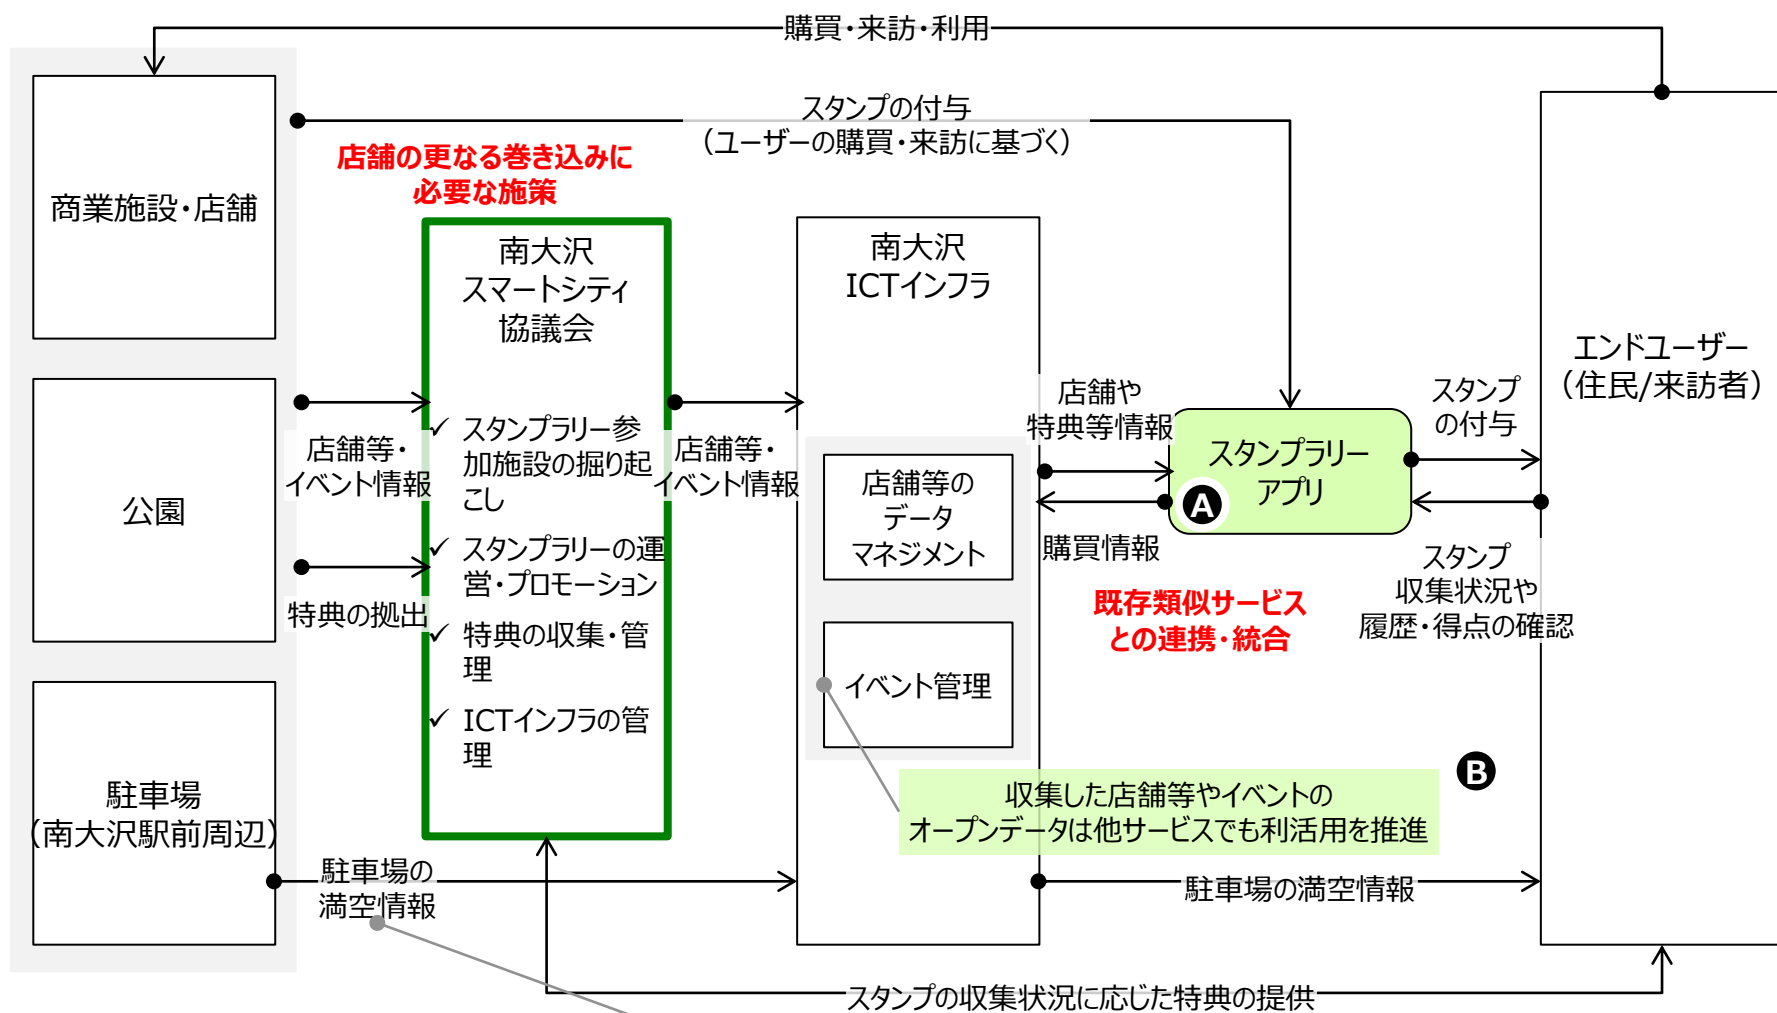 購買・来訪・利用
スタンプの付与
（ユーザーの購買・来訪に基づく）
店舗の更なる巻き込みに
必要な施策
商業施設・店舗
公園
駐車場
（南大沢駅前周辺）
店舗等・
イベント情報
特典の拠出
駐車場の
満空情報
南大沢
スマートシティ
協議会
✓ スタンプラリー参
加施設の掘り起
こし
✓ スタンプラリーの運
営・プロモーション
✓ 特典の収集・管
理
✓ ICTインフラの管
理
店舗等・
イベント情報
南大沢
ICTインフラ
店舗等の
データ
マネジメント
イベント管理
店舗や
特典等情報
購買情報
スタンプラリー
アプリ
A
既存類似サービス
との連携・統合
スタンプ
の付与
スタンプ
収集状況や
履歴・得点の確認
エンドユーザー
（住民/来訪者）
B
収集した店舗等やイベントの
オープンデータは他サービスでも利活用を推進
駐車場の満空情報
スタンプの収集状況に応じた特典の提供